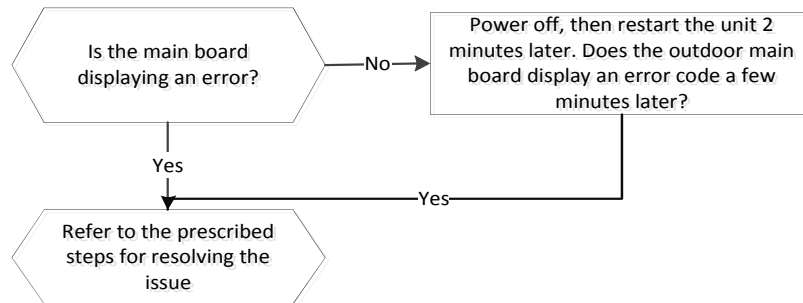 Is the main board
displaying an error?
No
Power off, then restart the unit 2
minutes later. Does the outdoor main
board display an error code a few
minutes later?
Yes
Yes
Refer to the prescribed
steps for resolving the
issue